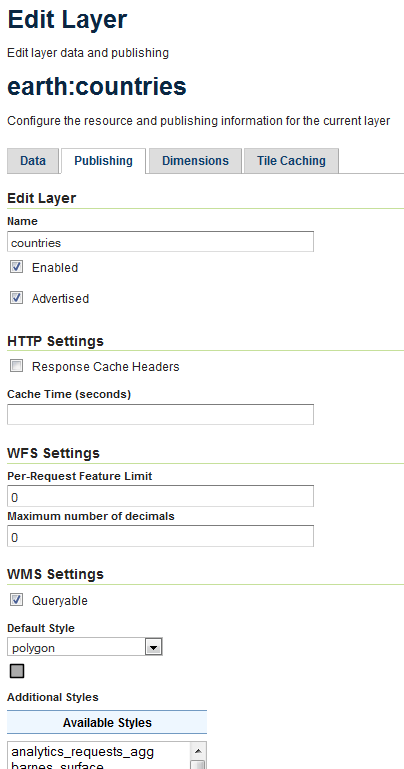 Edit Layer
Edit layer data and publishing
earth:countries
Configure the resource and publishing information for the current layer
Data Publishing Dimensions Tile Caching
Edit Layer
Name
countries
Enabled
Advertised
HTTP Settings
Response Cache Headers
Cache Time (seconds)
WFS Settings
Per-Request Feature Limit
0
Maximum number of decimals
0
WMS Settings
Queryable
Default Style
polygon
Additional Styles
Available Styles
analytics_requests_agg
barnes_surface